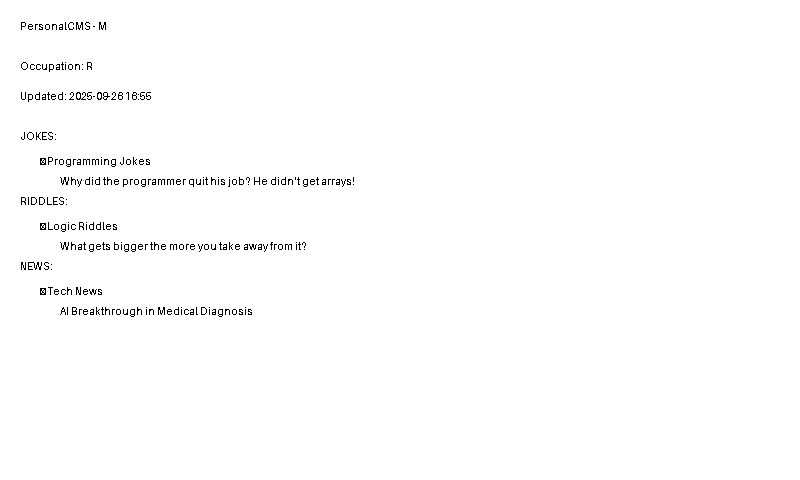 PersonalCMS - M
Occupation: R
Updated: 2025-09-26 16:55
JOKES:
Programming Jokes
Why did the programmer quit his job? He didn't get arrays!
RIDDLES:
Logic Riddles
What gets bigger the more you take away from it?
NEWS:
Tech News
AI Breakthrough in Medical Diagnosis